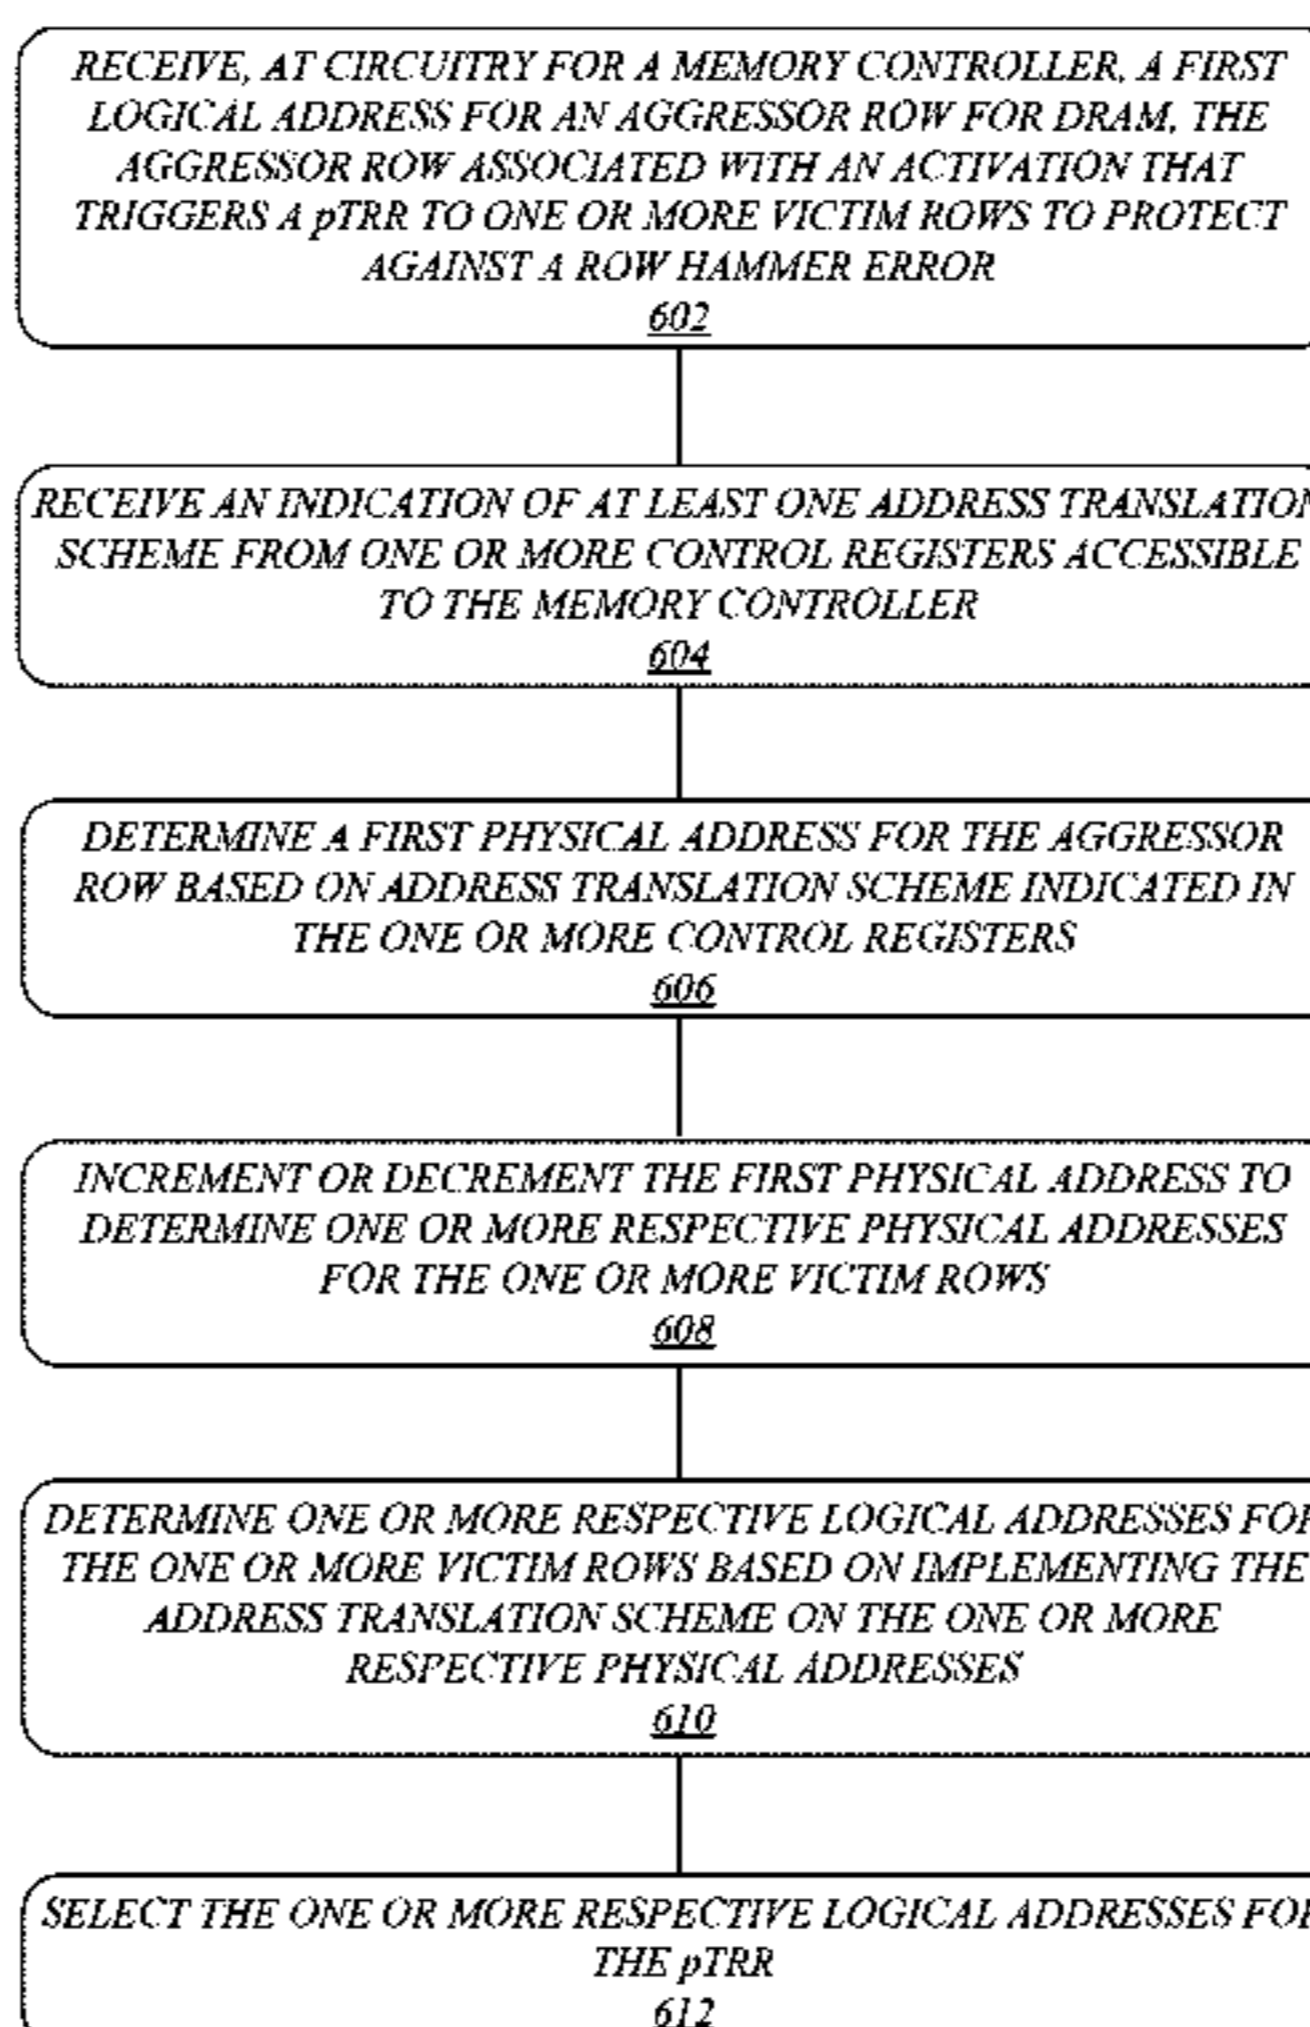 RECEIVE, AT CIRCUITRY FOR A MEMORY CONTROLLER, A FIRST
LOGICAL ADDRESS FOR AN AGGRESSOR ROW FOR DRAM, THE
AGGRESSOR ROW ASSOCIATED WITH AN ACTIVATION THAT
TRIGGERS A pTRR TO ONE OR MORE VICTIM ROWS TO PROTECT
AGAINST A ROW HAMMER ERROR
602
RECEIVE AN INDICATION OF AT LEAST ONE ADDRESS TRANSLATION
SCHEME FROM ONE OR MORE CONTROL REGISTERS ACCESSIBLE
TO THE MEMORY CONTROLLER
604
DETERMINE A FIRST PHYSICAL ADDRESS FOR THE AGGRESSOR
ROW BASED ON ADDRESS TRANSLATION SCHEME INDICATED IN
THE ONE OR MORE CONTROL REGISTERS
606
INCREMENT OR DECREMENT THE FIRST PHYSICAL ADDRESS TO
DETERMINE ONE OR MORE RESPECTIVE PHYSICAL ADDRESSES
FOR THE ONE OR MORE VICTIM ROWS
608
DETERMINE ONE OR MORE RESPECTIVE LOGICAL ADDRESSES FOR
THE ONE OR MORE VICTIM ROWS BASED ON IMPLEMENTING THE
ADDRESS TRANSLATION SCHEME ON THE ONE OR MORE
RESPECTIVE PHYSICAL ADDRESSES
610
SELECT THE ONE OR MORE RESPECTIVE LOGICAL ADDRESSES FOR
THE pTRR
612